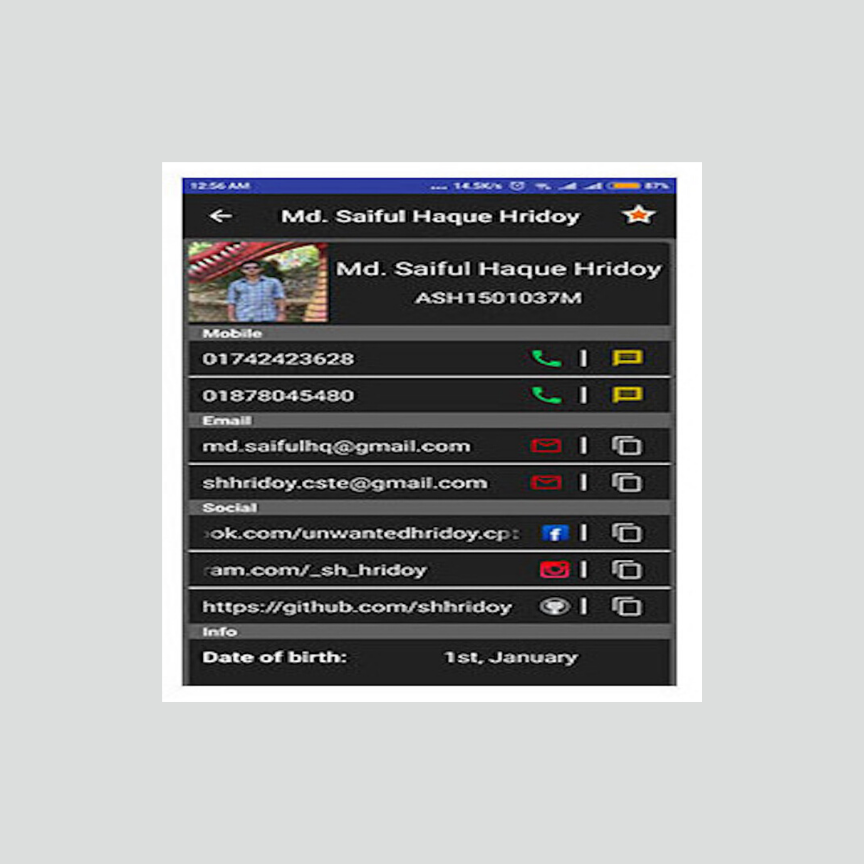 12:56 AM ... 14.5K/s 87%
Md. Saiful Haque Hridoy
Md. Saiful Haque Hridoy
ASH1501037M
Mobile
01742423628
01878045480
Email
md.saifulhq@gmail.com
shhridoy.cste@gmail.com
Social
ok.com/unwantedhridoy.cp
am.com/_sh_hridoy
https://github.com/shhridoy
Info
Date of birth: 1st, January